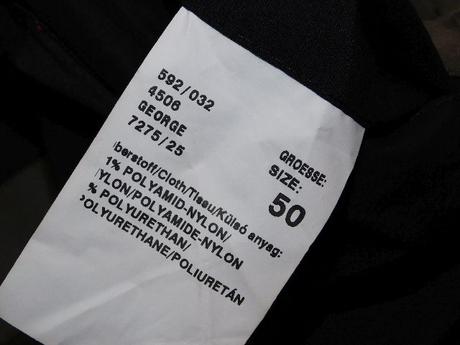 592/032
4506
GEORGE
7275/25
GROESSE:
SIZE:
50
berstoff/Cloth/Tissu/Külső anyag:
1% POLYAMID-NYLON/
YLON/POLYAMIDE-NYLON
% POLYURETHAN/
OLYURETHANE/POLIURETÁN